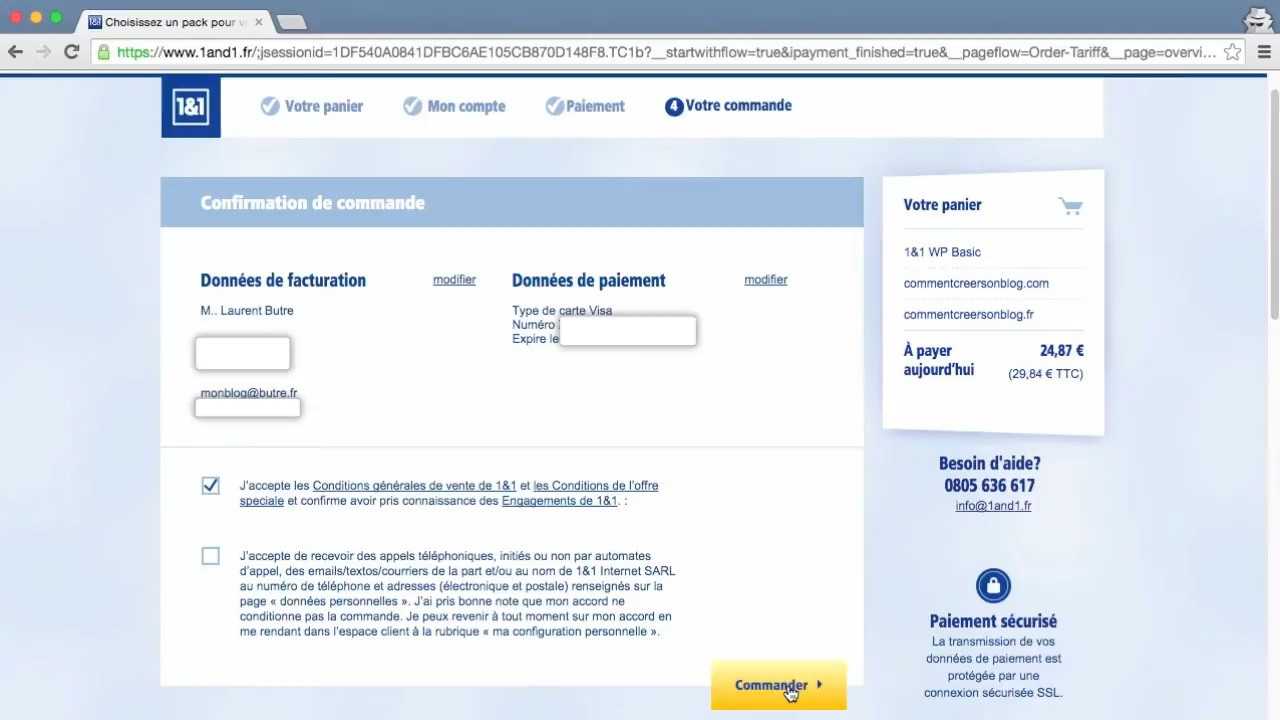 Choisissez un pack pour v
https://www.1and1.fr/;jsessionid=1DF540A0841DFBC6AE105CB870D148F8.TC1b?__startwithflow=true&ipayment_finished=true&__pageflow=Order-Tariff&__page=overvi...
1&1
Votre panier
Mon compte
Paiement
4 Votre commande
Confirmation de commande
Données de facturation
modifier
M.. Laurent Butre
monblog@butre.fr
Données de paiement
modifier
Type de carte Visa
Numéro
Expire le
J'accepte les Conditions générales de vente de 1&1 et les Conditions de l'offre
speciale et confirme avoir pris connaissance des Engagements de 1&1. :
J'accepte de recevoir des appels téléphoniques, initiés ou non par automates
d'appel, des emails/textos/courriers de la part et/ou au nom de 1&1 Internet SARL
au numéro de téléphone et adresses (électronique et postale) renseignés sur la
page « données personnelles ». J'ai pris bonne note que mon accord ne
conditionne pas la commande. Je peux revenir à tout moment sur mon accord en
me rendant dans l'espace client à la rubrique « ma configuration personnelle ».
Commander
Votre panier
1&1 WP Basic
commentcreersonblog.com
commentcreersonblog.fr
À payer 24,87 €
aujourd'hui (29,84 € TTC)
Besoin d'aide?
0805 636 617
info@1and1.fr
Paiement sécurisé
La transmission de vos
données de paiement est
protégée par une
connexion sécurisée SSL.